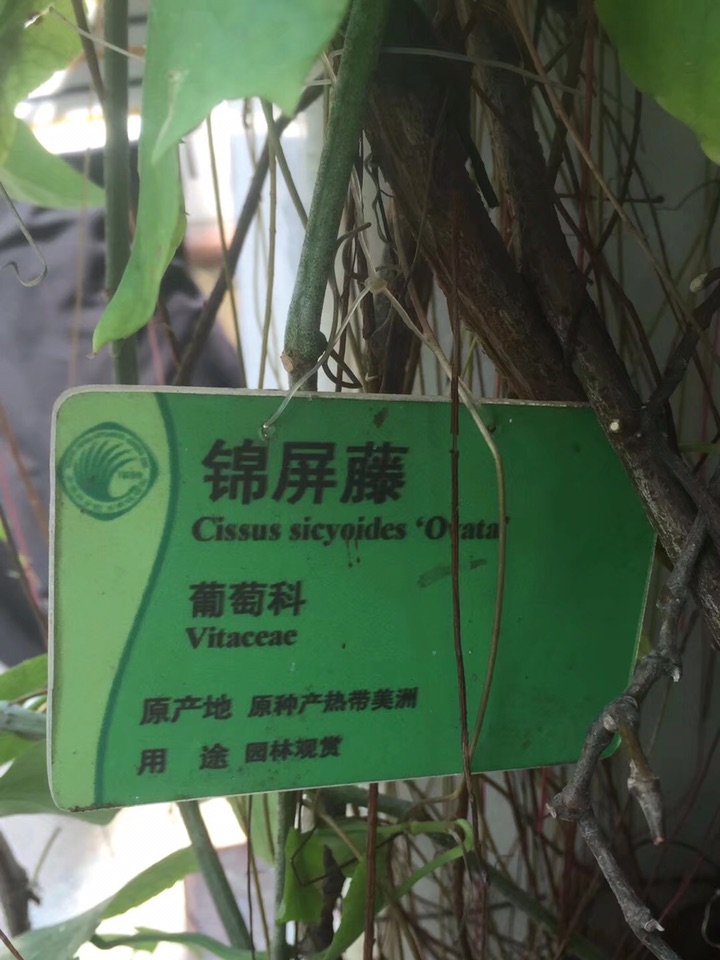 锦屏藤
Cissus sicyoides ‘Ovata’
葡萄科
Vitaceae
原产地 原种产热带美洲
用 途 园林观赏